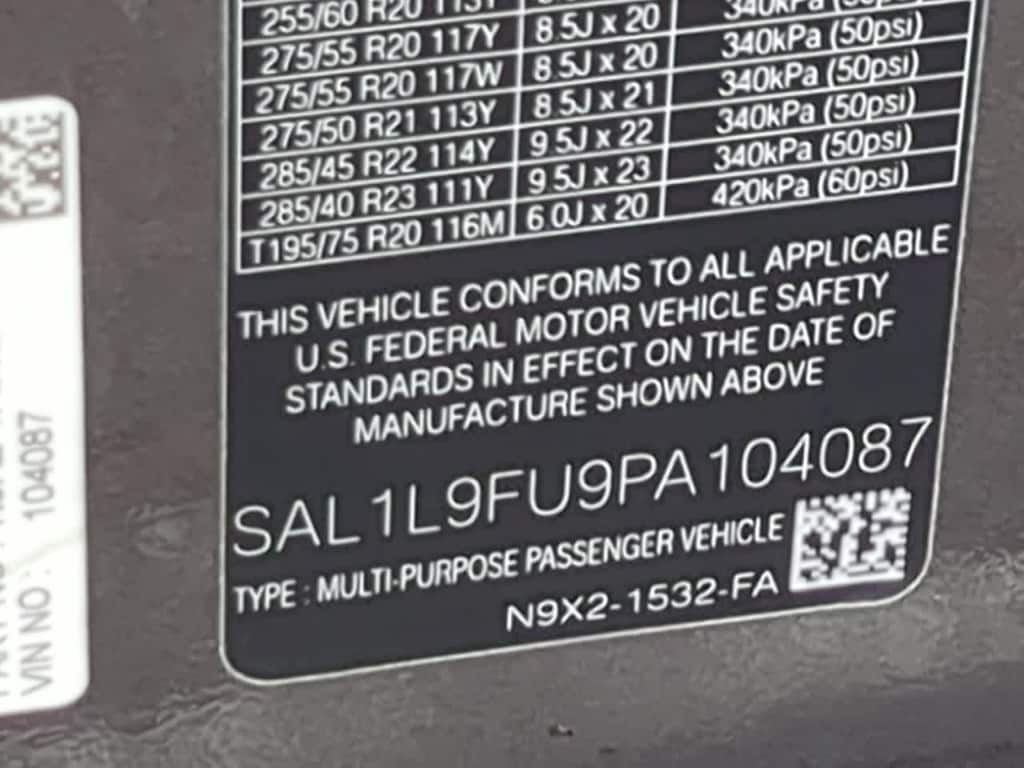 255/60 R20 113Y
275/55 R20 117Y 8.5J x 20 340kPa (50psi)
275/55 R20 117W 8.5J x 20 340kPa (50psi)
275/50 R21 113Y 8.5J x 21 340kPa (50psi)
285/45 R22 114Y 9.5J x 22 340kPa (50psi)
285/40 R23 111Y 9.5J x 23 340kPa (50psi)
T195/75 R20 116M 6.0J x 20 420kPa (60psi)
THIS VEHICLE CONFORMS TO ALL APPLICABLE
U.S. FEDERAL MOTOR VEHICLE SAFETY
STANDARDS IN EFFECT ON THE DATE OF
MANUFACTURE SHOWN ABOVE
SAL1L9FU9PA104087
TYPE : MULTI-PURPOSE PASSENGER VEHICLE
N9X2-1532-FA
VIN NO : 104087